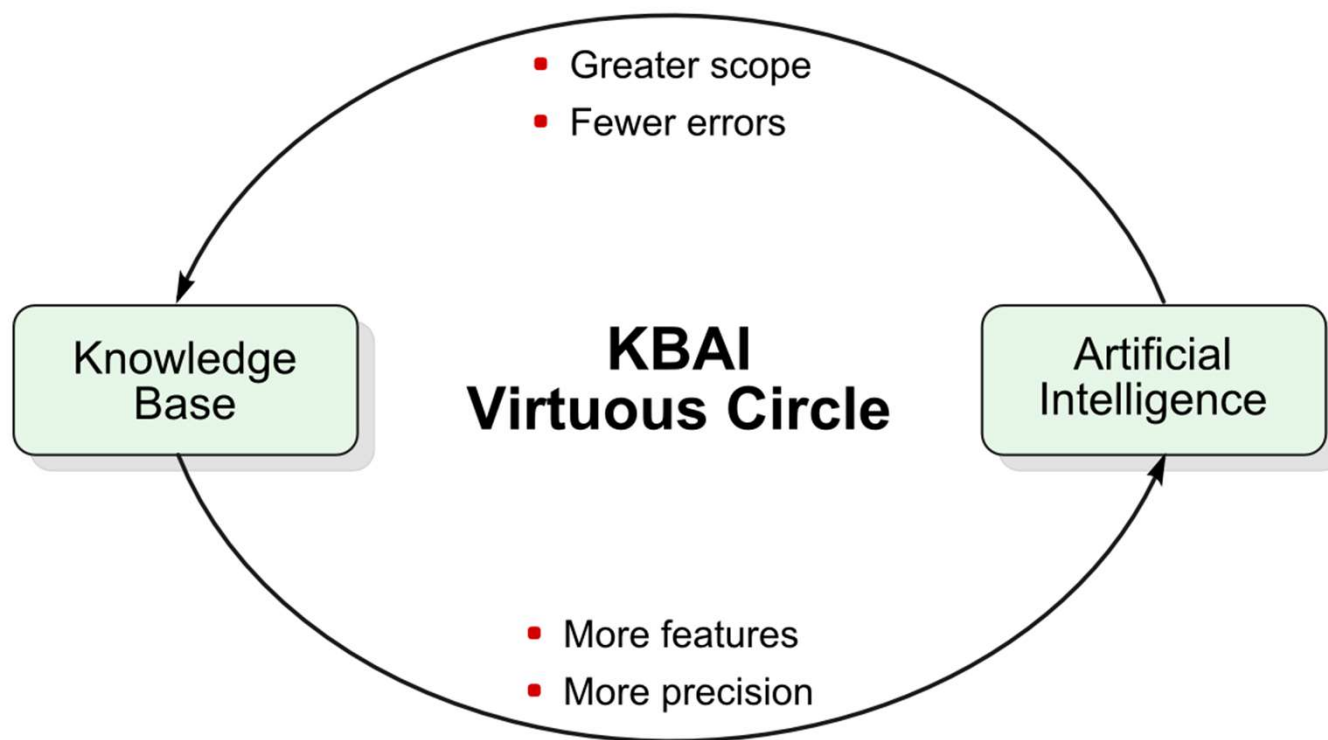 ▪ Greater scope
▪ Fewer errors
Knowledge
Base
KBAI
Virtuous Circle
Artificial
Intelligence
▪ More features
▪ More precision